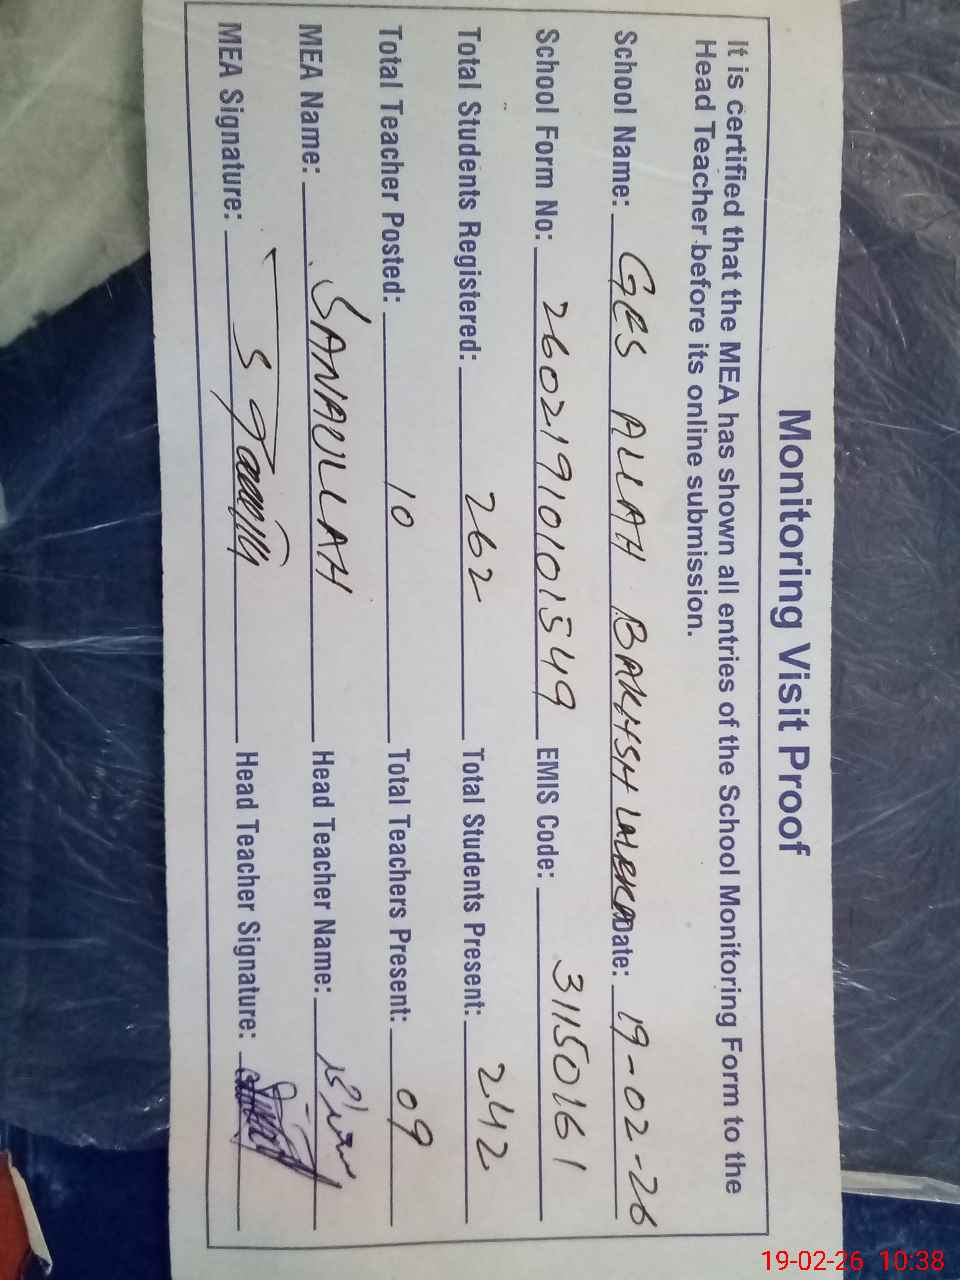 Monitoring Visit Proof
It is certified that the MEA has shown all entries of the School Monitoring Form to the
Head Teacher before its online submission.
School Name: GES ALLAH BAKHSH LALEKA Date: 19-02-26
School Form No: 26021910101549 EMIS Code: 31150161
Total Students Registered: 262 Total Students Present: 242
Total Teacher Posted: 10 Total Teachers Present: 09
MEA Name: SANAULLAH Head Teacher Name:
MEA Signature: Head Teacher Signature:
19-02-26 10:38